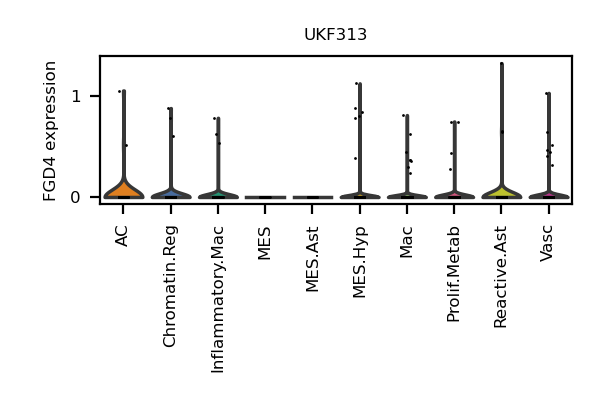 UKF313
FGD4 expression
1
0
AC
Chromatin.Reg
Inflammatory.Mac
MES
MES.Ast
MES.Hyp
Mac
Prolif.Metab
Reactive.Ast
Vasc